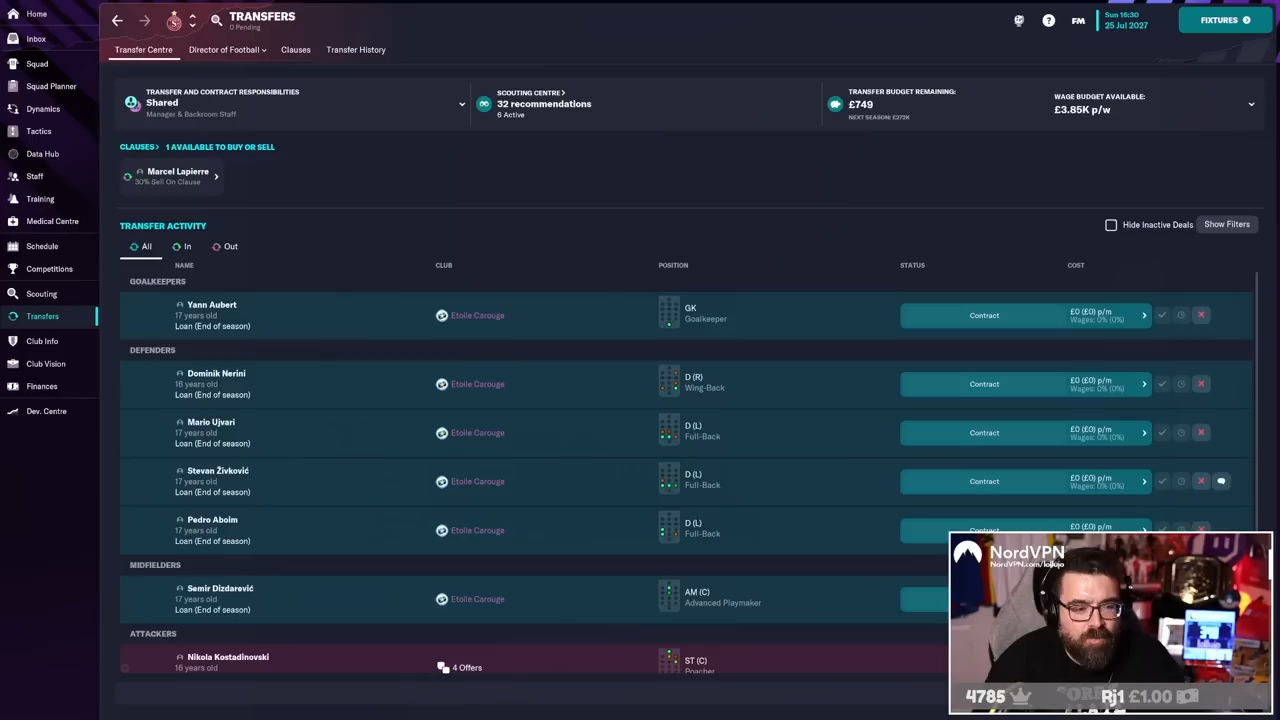 Home
Inbox
Squad
Squad Planner
Dynamics
Tactics
Data Hub
Staff
Training
Medical Centre
Schedule
Competitions
Scouting
Transfers
Club Info
Club Vision
Finances
Dev. Centre
TRANSFERS
0 Pending
FM
Sun 16:30
25 Jul 2027
FIXTURES
Transfer Centre
Director of Football
Clauses
Transfer History
TRANSFER AND CONTRACT RESPONSIBILITIES
Shared
Manager & Backroom Staff
SCOUTING CENTRE >
32 recommendations
6 Active
TRANSFER BUDGET REMAINING:
£749
NEXT SEASON: £272K
WAGE BUDGET AVAILABLE:
£3.85K p/w
CLAUSES> 1 AVAILABLE TO BUY OR SELL
Marcel Lapierre
30% Sell On Clause
TRANSFER ACTIVITY
Hide Inactive Deals
Show Filters
All
In
Out
NAME CLUB POSITION STATUS COST
GOALKEEPERS
Yann Aubert
17 years old
Loan (End of season)
Etoile Carouge
GK
Goalkeeper
Contract
£0 (£0) p/m
Wages: 0% (0%)
DEFENDERS
Dominik Nerini
16 years old
Loan (End of season)
Etoile Carouge
D (R)
Wing-Back
Contract
£0 (£0) p/m
Wages: 0% (0%)
Mario Ujvari
17 years old
Loan (End of season)
Etoile Carouge
D (L)
Full-Back
Contract
£0 (£0) p/m
Wages: 0% (0%)
Stevan Živković
17 years old
Loan (End of season)
Etoile Carouge
D (L)
Full-Back
Contract
£0 (£0) p/m
Wages: 0% (0%)
Pedro Aboim
17 years old
Loan (End of season)
Etoile Carouge
D (L)
Full-Back
Contract
£0 (£0) p/m
MIDFIELDERS
Semir Dizdarević
17 years old
Loan (End of season)
Etoile Carouge
AM (C)
Advanced Playmaker
ATTACKERS
Nikola Kostadinovski
16 years old
4 Offers
ST (C)
Poacher
NordVPN
NordVPN.com/lollujo
4785
Rj1 £1.00